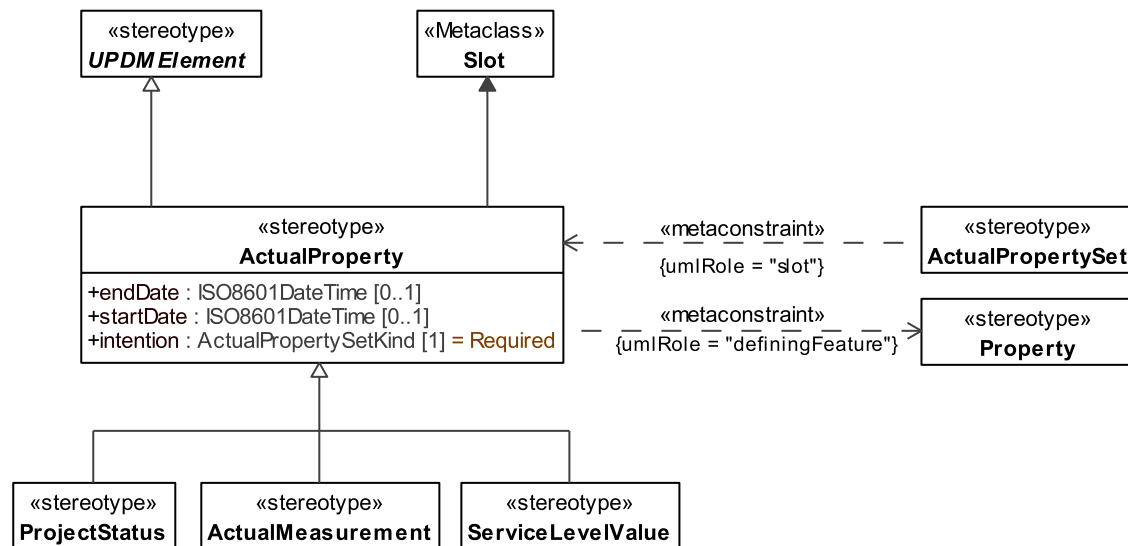 «stereotype»
UPDMElement
«Metaclass»
Slot
«stereotype»
ActualProperty
+endDate : ISO8601DateTime [0..1]
+startDate : ISO8601DateTime [0..1]
+intention : ActualPropertySetKind [1] = Required
«metaconstraint»
{umlRole = "slot"}
«stereotype»
ActualPropertySet
«metaconstraint»
{umlRole = "definingFeature"}
«stereotype»
Property
«stereotype»
ProjectStatus
«stereotype»
ActualMeasurement
«stereotype»
ServiceLevelValue